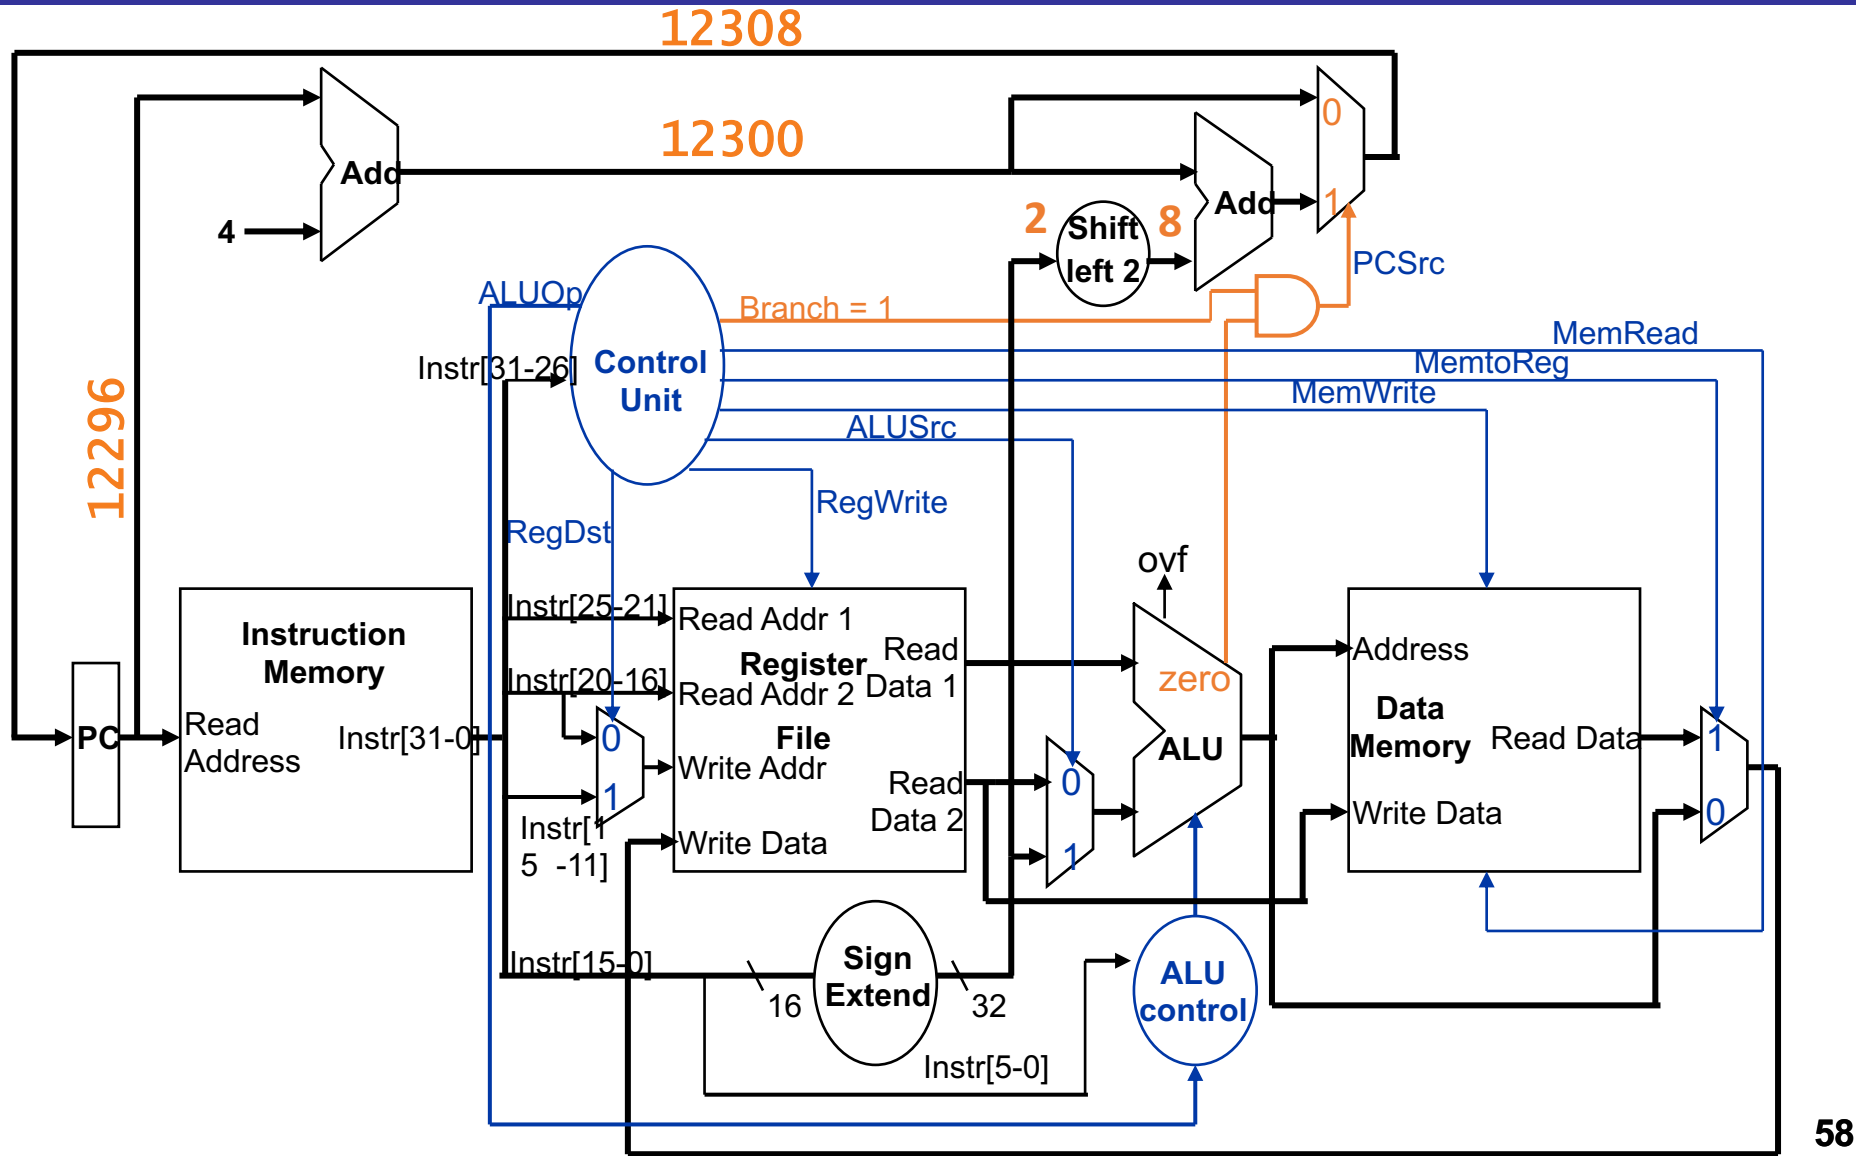 12308
12300
Add
4
12296
2
Shift
left 2
8
Add
0
1
PCSrc
ALUOp
Branch = 1
Instr[31-26]
Control
Unit
MemRead
MemtoReg
MemWrite
ALUSrc
RegWrite
RegDst
ovf
PC
Instruction
Memory
Read
Address
Instr[31-0]
Instr[25-21]
Instr[20-16]
0
1
Instr[1
5 -11]
Read Addr 1
Register
Read Addr 2
File
Write Addr
Write Data
Read
Data 1
Read
Data 2
0
1
zero
ALU
Address
Data
Memory
Read Data
Write Data
1
0
Instr[15-0]
16
Sign
Extend
32
ALU
control
Instr[5-0]
58